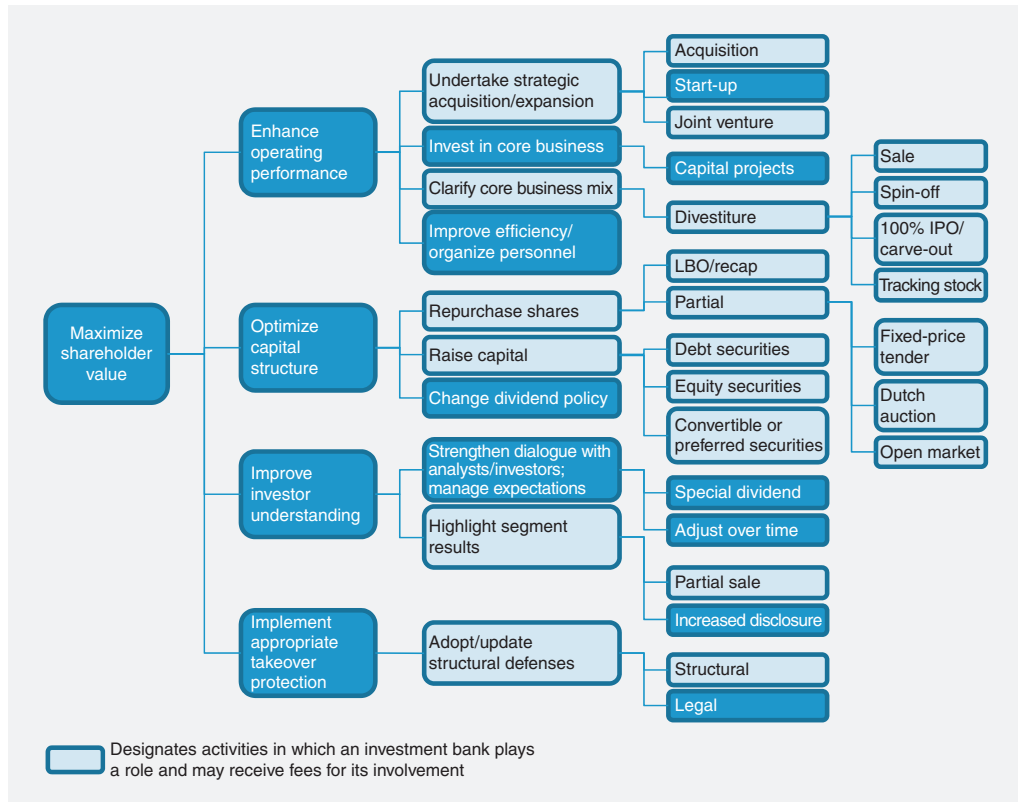 Maximize
shareholder
value
Enhance
operating
performance
Optimize
capital
structure
Improve
investor
understanding
Implement
appropriate
takeover
protection
Undertake strategic
acquisition/expansion
Invest in core business
Clarify core business mix
Improve efficiency/
organize personnel
Repurchase shares
Raise capital
Change dividend policy
Strengthen dialogue with
analysts/investors;
manage expectations
Highlight segment
results
Adopt/update
structural defenses
Acquisition
Start-up
Joint venture
Capital projects
Divestiture
LBO/recap
Partial
Debt securities
Equity securities
Convertible or
preferred securities
Special dividend
Adjust over time
Partial sale
Increased disclosure
Structural
Legal
Sale
Spin-off
100% IPO/
carve-out
Tracking stock
Fixed-price
tender
Dutch
auction
Open market
Designates activities in which an investment bank plays
a role and may receive fees for its involvement